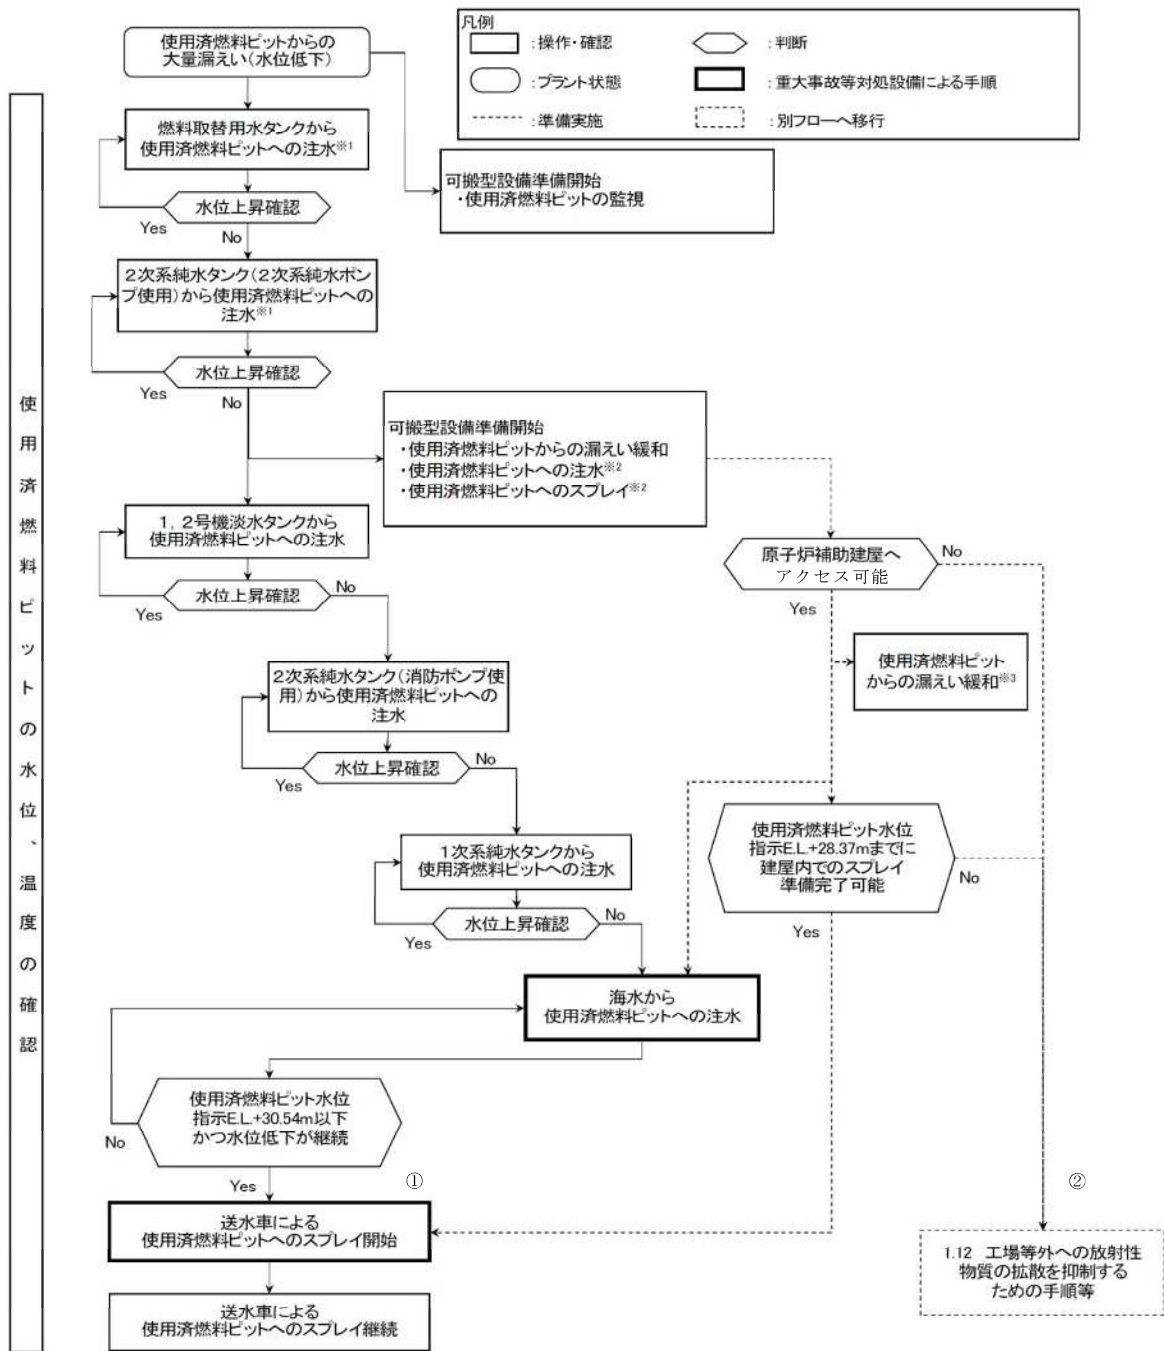 凡例
：操作・確認
：判断
：プラント状態
：重大事故等対処設備による手順
：準備実施
：別フローへ移行
使用済燃料ピットの水位、温度の確認
使用済燃料ピットからの
大量漏えい（水位低下）
燃料取替用水タンクから
使用済燃料ピットへの注水※1
水位上昇確認
Yes
No
可搬型設備準備開始
・使用済燃料ピットの監視
2次系純水タンク（2次系純水ポン
プ使用）から使用済燃料ピットへの
注水※1
水位上昇確認
Yes
No
可搬型設備準備開始
・使用済燃料ピットからの漏えい緩和
・使用済燃料ピットへの注水※2
・使用済燃料ピットへのスプレイ※2
1，2号機淡水タンクから
使用済燃料ピットへの注水
水位上昇確認
Yes
No
原子炉補助建屋へ
アクセス可能
No
Yes
使用済燃料ピット
からの漏えい緩和※3
2次系純水タンク（消防ポンプ使
用）から使用済燃料ピットへの
注水
水位上昇確認
Yes
No
使用済燃料ピット水位
指示E.L.+28.37mまでに
建屋内でのスプレイ
準備完了可能
No
Yes
1次系純水タンクから
使用済燃料ピットへの注水
水位上昇確認
Yes
No
海水から
使用済燃料ピットへの注水
使用済燃料ピット水位
指示E.L.+30.54m以下
かつ水位低下が継続
No
Yes
①
②
送水車による
使用済燃料ピットへのスプレイ開始
送水車による
使用済燃料ピットへのスプレイ継続
1.12 工場等外への放射性
物質の拡散を抑制する
ための手順等